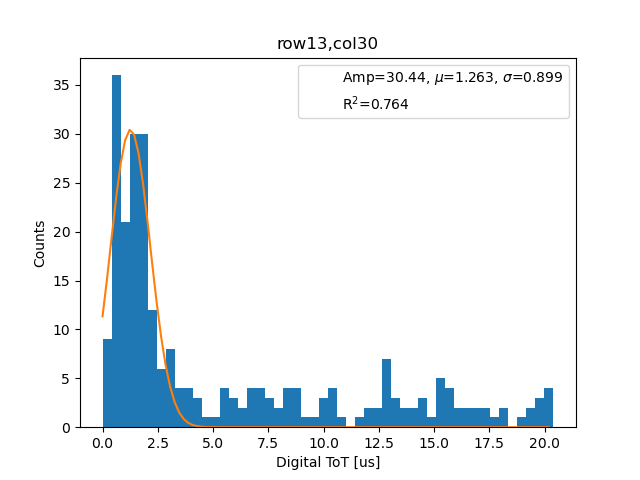 row13,col30
Amp=30.44, μ=1.263, σ=0.899
R²=0.764
35
30
25
20
15
10
5
0
Counts
0.0 2.5 5.0 7.5 10.0 12.5 15.0 17.5 20.0
Digital ToT [us]